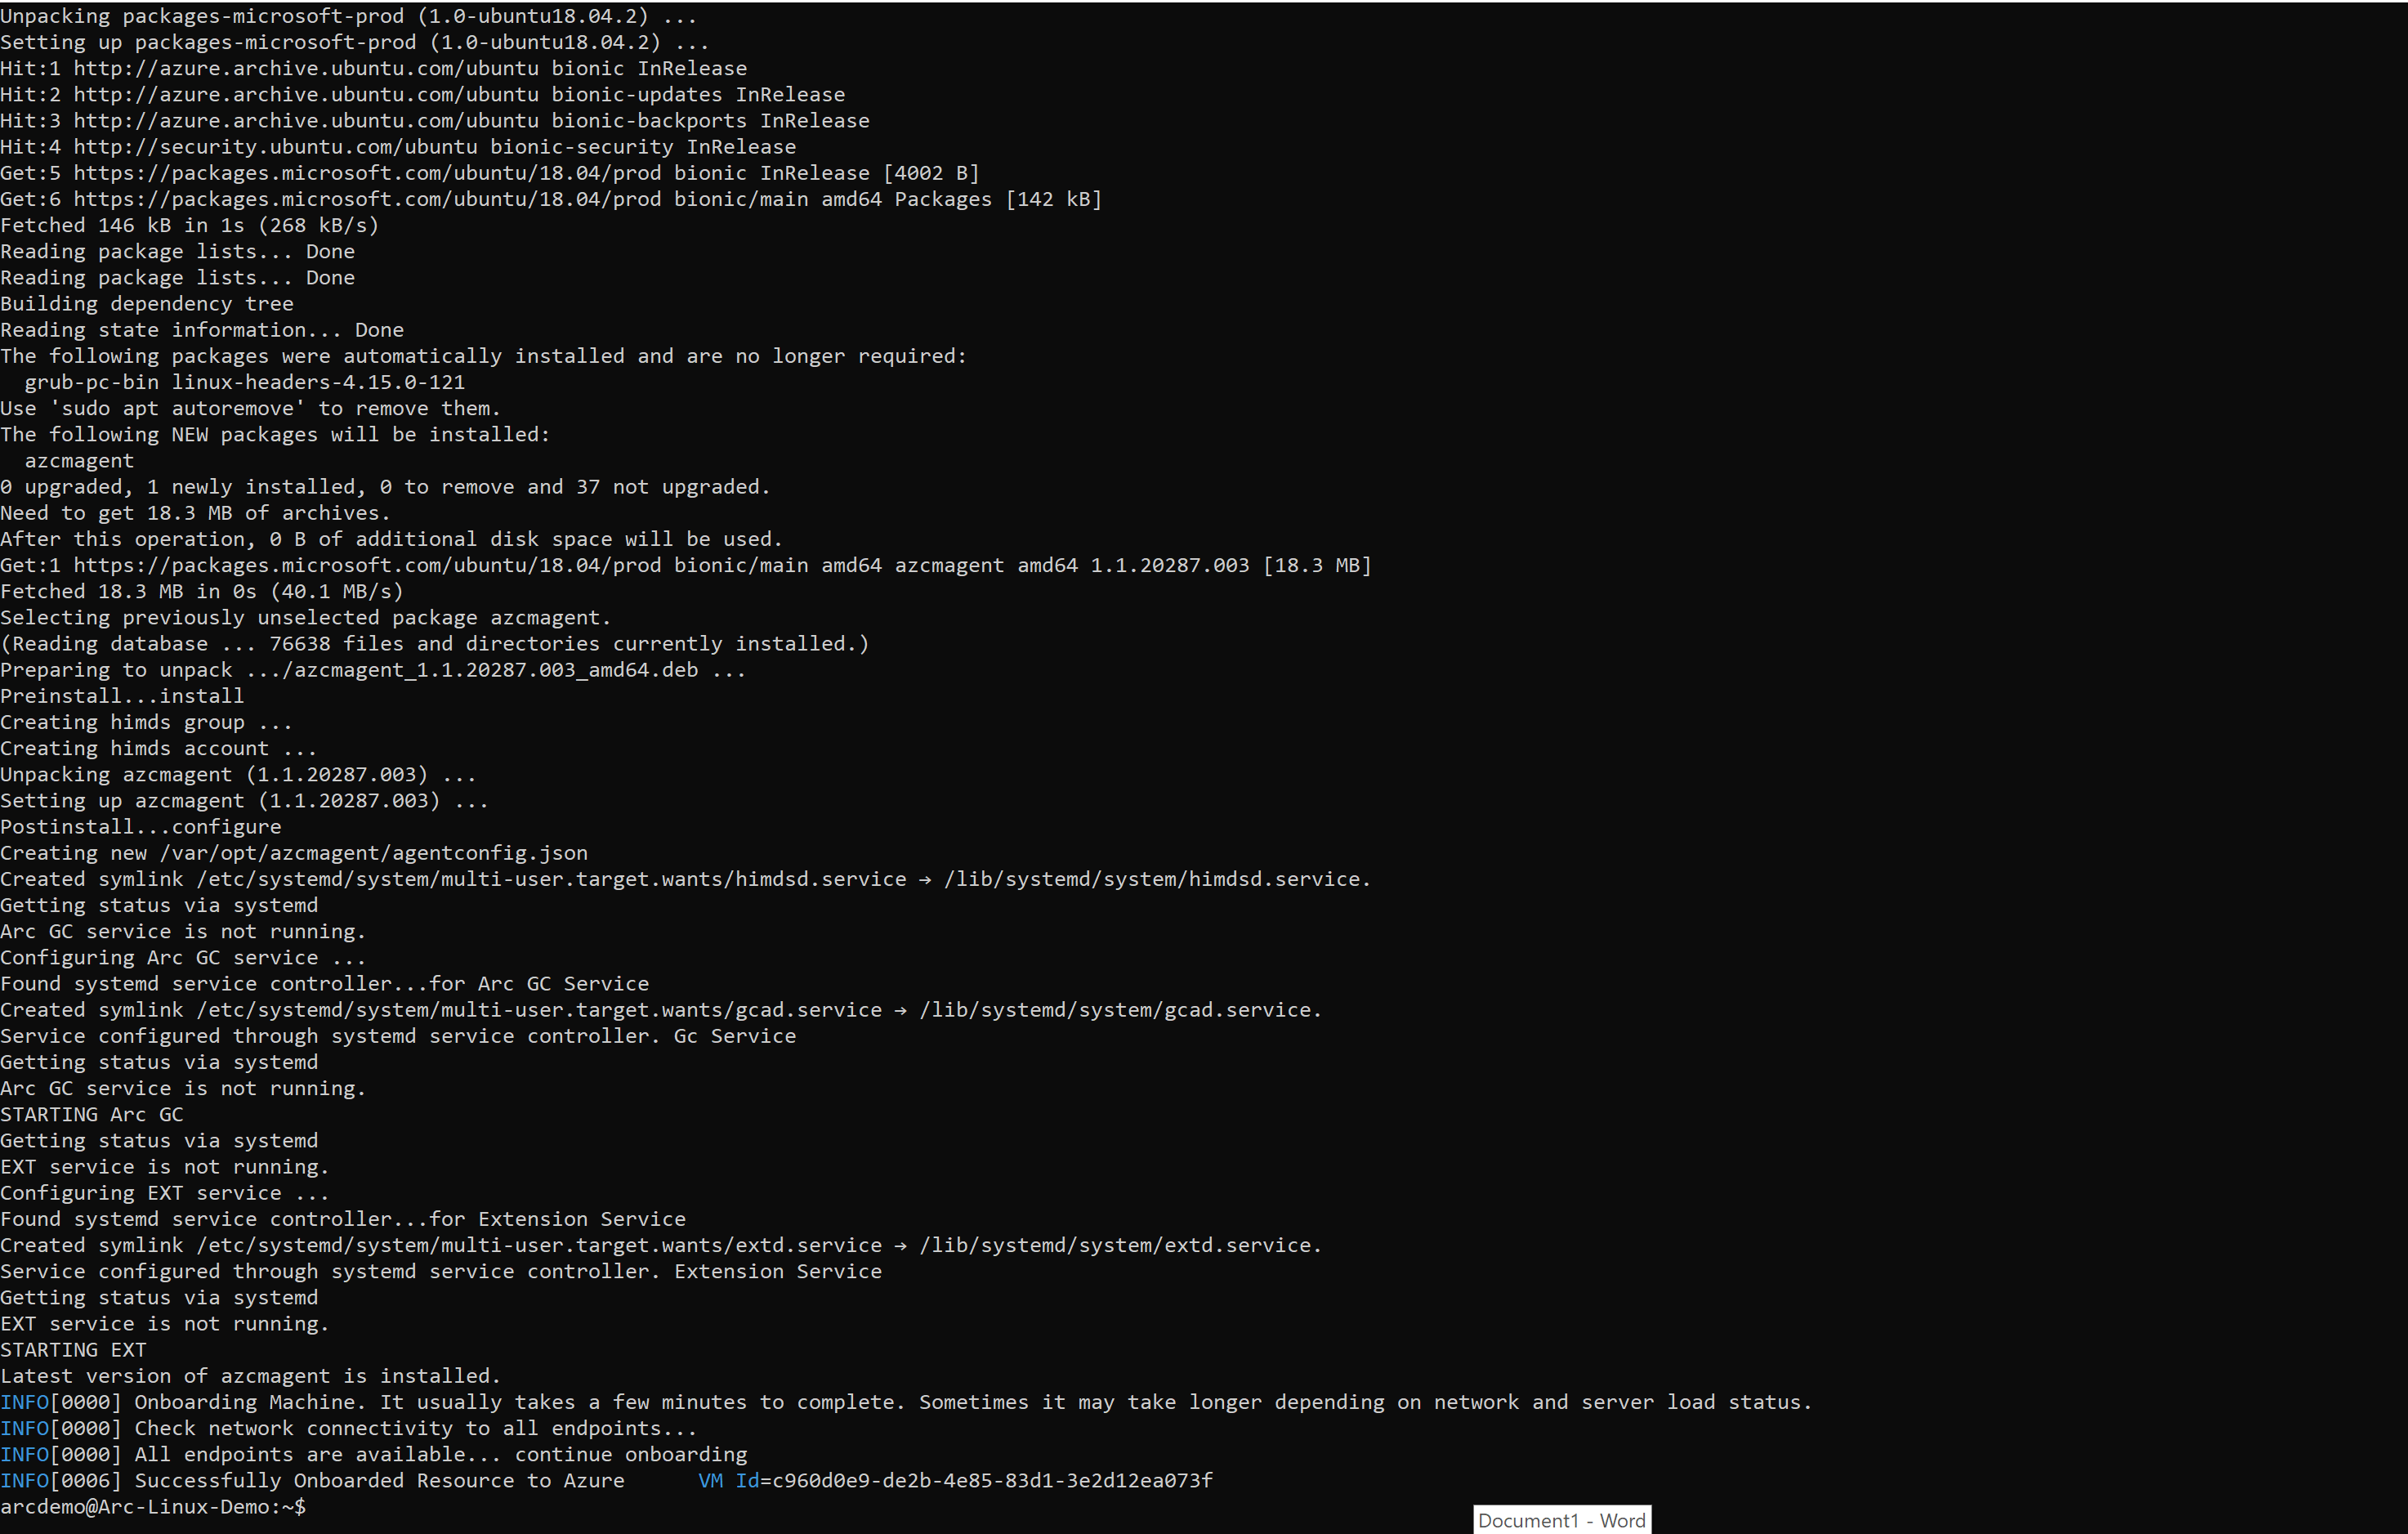 Unpacking packages-microsoft-prod (1.0-ubuntu18.04.2) ...
Setting up packages-microsoft-prod (1.0-ubuntu18.04.2) ...
Hit:1 http://azure.archive.ubuntu.com/ubuntu bionic InRelease
Hit:2 http://azure.archive.ubuntu.com/ubuntu bionic-updates InRelease
Hit:3 http://azure.archive.ubuntu.com/ubuntu bionic-backports InRelease
Hit:4 http://security.ubuntu.com/ubuntu bionic-security InRelease
Get:5 https://packages.microsoft.com/ubuntu/18.04/prod bionic InRelease [4002 B]
Get:6 https://packages.microsoft.com/ubuntu/18.04/prod bionic/main amd64 Packages [142 kB]
Fetched 146 kB in 1s (268 kB/s)
Reading package lists... Done
Reading package lists... Done
Building dependency tree
Reading state information... Done
The following packages were automatically installed and are no longer required:
  grub-pc-bin linux-headers-4.15.0-121
Use 'sudo apt autoremove' to remove them.
The following NEW packages will be installed:
  azcmagent
0 upgraded, 1 newly installed, 0 to remove and 37 not upgraded.
Need to get 18.3 MB of archives.
After this operation, 0 B of additional disk space will be used.
Get:1 https://packages.microsoft.com/ubuntu/18.04/prod bionic/main amd64 azcmagent amd64 1.1.20287.003 [18.3 MB]
Fetched 18.3 MB in 0s (40.1 MB/s)
Selecting previously unselected package azcmagent.
(Reading database ... 76638 files and directories currently installed.)
Preparing to unpack .../azcmagent_1.1.20287.003_amd64.deb ...
Preinstall...install
Creating himds group ...
Creating himds account ...
Unpacking azcmagent (1.1.20287.003) ...
Setting up azcmagent (1.1.20287.003) ...
Postinstall...configure
Creating new /var/opt/azcmagent/agentconfig.json
Created symlink /etc/systemd/system/multi-user.target.wants/himdsd.service → /lib/systemd/system/himdsd.service.
Getting status via systemd
Arc GC service is not running.
Configuring Arc GC service ...
Found systemd service controller...for Arc GC Service
Created symlink /etc/systemd/system/multi-user.target.wants/gcad.service → /lib/systemd/system/gcad.service.
Service configured through systemd service controller. Gc Service
Getting status via systemd
Arc GC service is not running.
STARTING Arc GC
Getting status via systemd
EXT service is not running.
Configuring EXT service ...
Found systemd service controller...for Extension Service
Created symlink /etc/systemd/system/multi-user.target.wants/extd.service → /lib/systemd/system/extd.service.
Service configured through systemd service controller. Extension Service
Getting status via systemd
EXT service is not running.
STARTING EXT
Latest version of azcmagent is installed.
INFO[0000] Onboarding Machine. It usually takes a few minutes to complete. Sometimes it may take longer depending on network and server load status.
INFO[0000] Check network connectivity to all endpoints...
INFO[0000] All endpoints are available... continue onboarding
INFO[0006] Successfully Onboarded Resource to Azure      VM Id=c960d0e9-de2b-4e85-83d1-3e2d12ea073f
arcdemo@Arc-Linux-Demo:~$
Document1 - Word